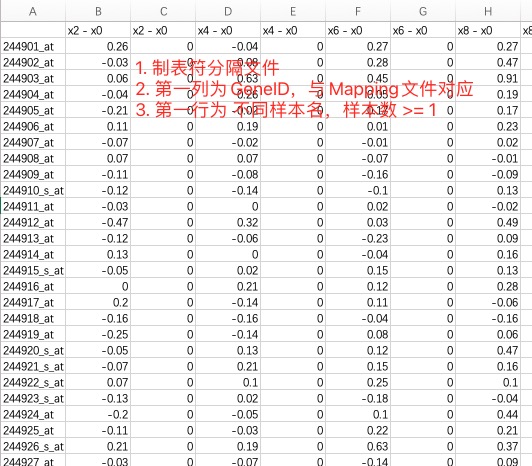 A B C D E F G H
x2 - x0 x2 - x0 x4 - x0 x4 - x0 x6 - x0 x6 - x0 x8 - x0 x8
244901_at 0.26 0 -0.04 0 0.27 0 0.27
244902_at -0.03 0 0 0.28 0 0.47
1. 制表符分隔文件
244903_at 0.06 0 0.63 0 0.45 0 0.91
244904_at -0.04 0 0.26 0 0.05 0 0.19
2. 第一列为 GeneID，与 Mapping 文件对应
244905_at -0.21 0 0 0 0.17
3. 第一行为 不同样本名，样本数 >= 1
244906_at 0.11 0 0.19 0 0.01 0 0.23
244907_at -0.07 0 -0.02 0 -0.01 0 0.02
244908_at 0.07 0 0.07 0 -0.07 0 -0.01
244909_at -0.11 0 -0.08 0 -0.16 0 -0.09
244910_s_at -0.12 0 -0.14 0 -0.1 0 0.13
244911_at -0.03 0 0 0 0.02 0 -0.02
244912_at -0.47 0 0.32 0 0.03 0 0.49
244913_at -0.12 0 -0.06 0 -0.23 0 0.09
244914_at 0.13 0 0 0 -0.04 0 0.16
244915_s_at -0.05 0 0.02 0 0.15 0 0.13
244916_at 0 0 0.21 0 0.12 0 0.28
244917_at 0.2 0 -0.14 0 0.11 0 -0.06
244918_at -0.16 0 -0.16 0 -0.04 0 -0.16
244919_at -0.25 0 -0.14 0 0.08 0 0.06
244920_s_at -0.05 0 0.13 0 0.12 0 0.47
244921_s_at -0.07 0 0.21 0 0.15 0 0.16
244922_s_at 0.07 0 0.1 0 0.25 0 0.1
244923_s_at -0.13 0 0.02 0 -0.18 0 -0.04
244924_at -0.2 0 -0.05 0 0.1 0 0.44
244925_at -0.11 0 -0.03 0 0.22 0 0.21
244926_s_at 0.21 0 0.19 0 0.63 0 0.37
244927_at -0.03 0 -0.07 0 -0.14 0 0.09